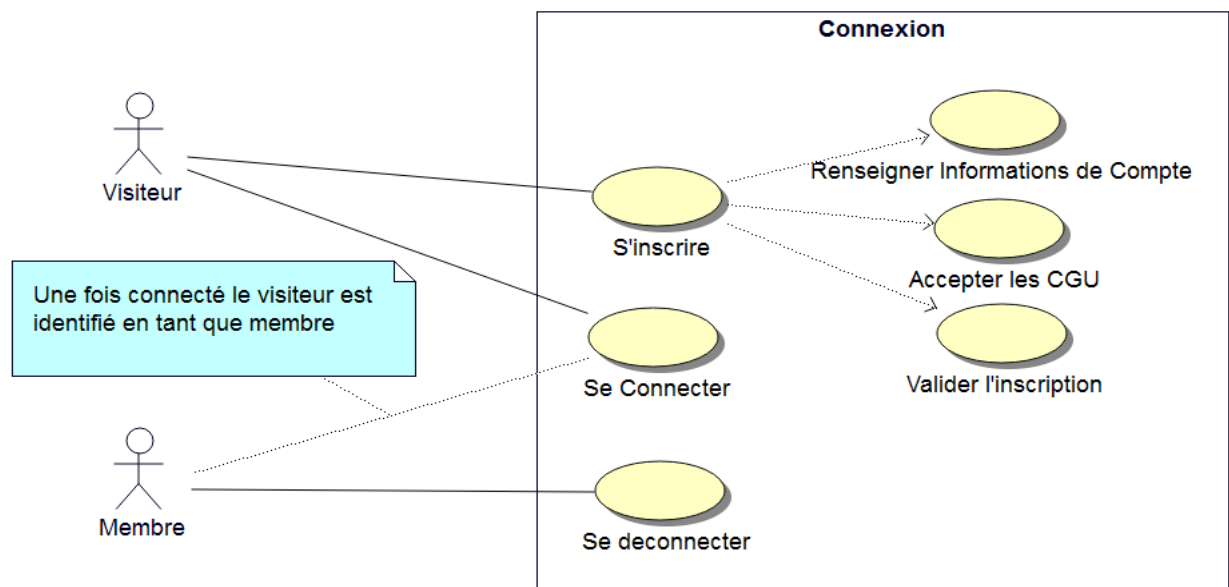 Connexion
Visiteur
Renseigner Informations de Compte
S'inscrire
Accepter les CGU
Une fois connecté le visiteur est
identifié en tant que membre
Se Connecter
Valider l'inscription
Membre
Se deconnecter